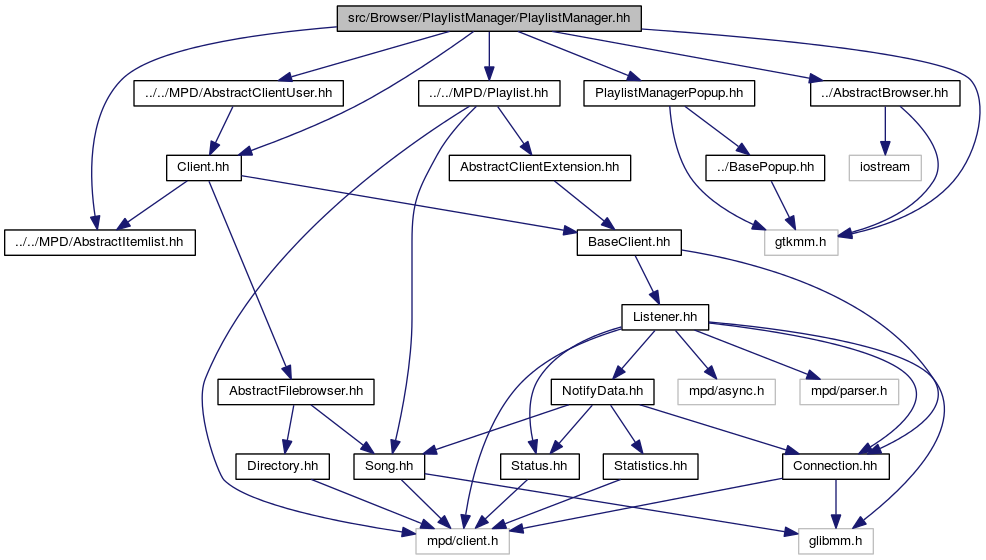 src/Browser/PlaylistManager/PlaylistManager.hh
../../MPD/AbstractClientUser.hh
../../MPD/Playlist.hh
PlaylistManagerPopup.hh
../AbstractBrowser.hh
Client.hh
AbstractClientExtension.hh
../BasePopup.hh
iostream
../../MPD/AbstractItemlist.hh
BaseClient.hh
gtkmm.h
Listener.hh
AbstractFilebrowser.hh
NotifyData.hh
mpd/async.h
mpd/parser.h
Directory.hh
Song.hh
Status.hh
Statistics.hh
Connection.hh
mpd/client.h
glibmm.h